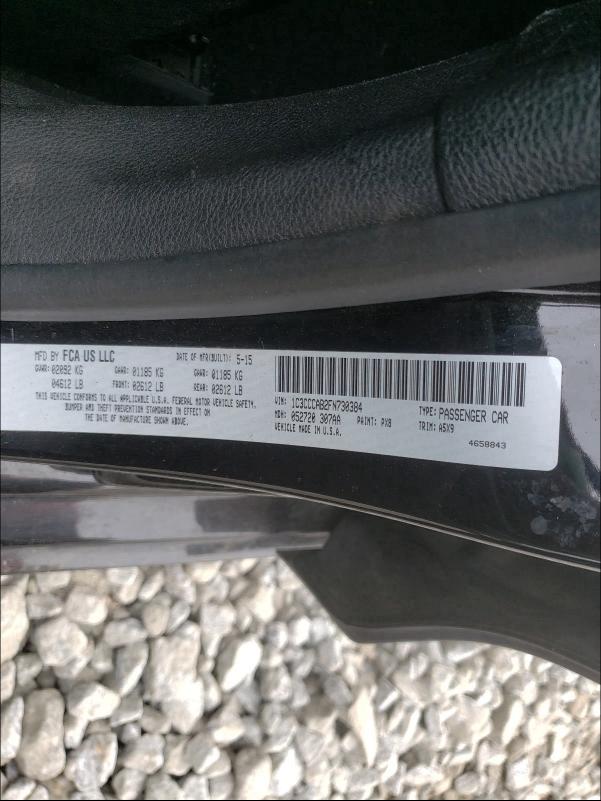 MFD BY FCA US LLC DATE OF MFR(BUILT): 5-15
GVWR: 02092 KG GAWR: 01185 KG GAWR: 01185 KG
04612 LB FRONT: 02612 LB REAR: 02612 LB
THIS VEHICLE CONFORMS TO ALL APPLICABLE U.S.A. FEDERAL MOTOR VEHICLE SAFETY,
BUMPER AND THEFT PREVENTION STANDARDS IN EFFECT ON
THE DATE OF MANUFACTURE SHOWN ABOVE.
VIN: 1C3CCCAB2FN730384 TYPE: PASSENGER CAR
MDH: 052720 307AA PAINT: PX8 TRIM: A5X9
VEHICLE MADE IN U.S.A. 4658843